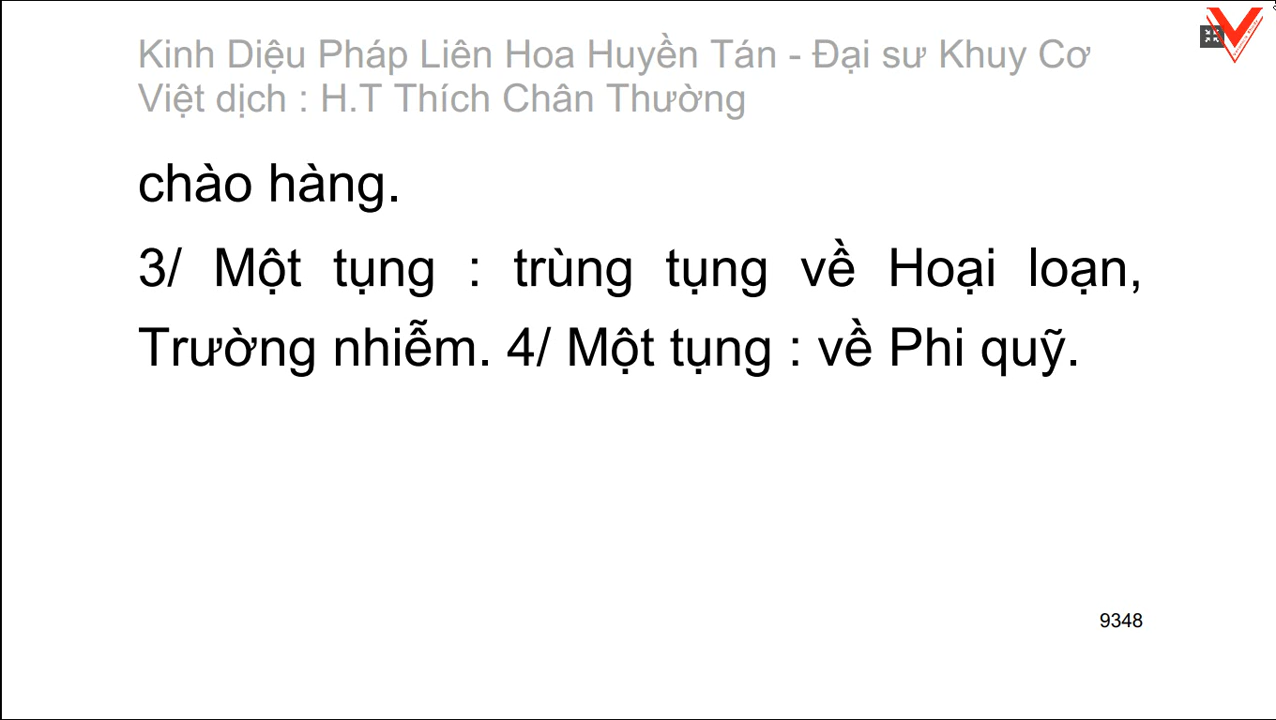 Kinh Diệu Pháp Liên Hoa Huyền Tán - Đại sư Khuy Cơ
Việt dịch : H.T Thích Chân Thường
chào hàng.
3/ Một tụng : trùng tụng về Hoại loạn,
Trường nhiễm. 4/ Một tụng : về Phi quỹ.
9348